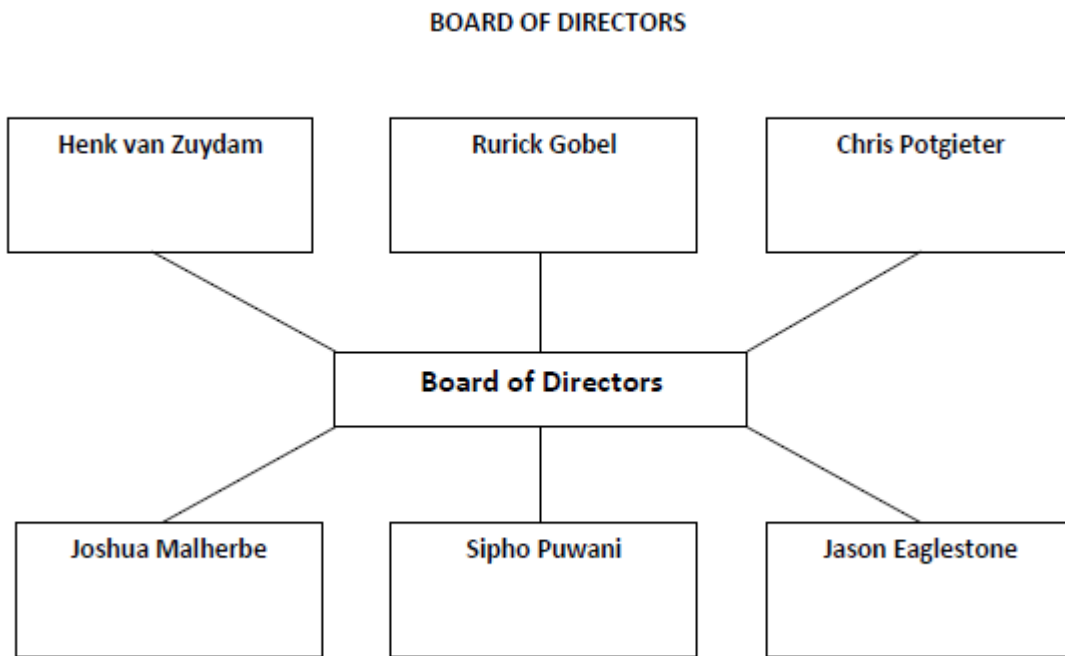 BOARD OF DIRECTORS
Henk van Zuydam
Rurick Gobel
Chris Potgieter
Board of Directors
Joshua Malherbe
Sipho Puwani
Jason Eaglestone